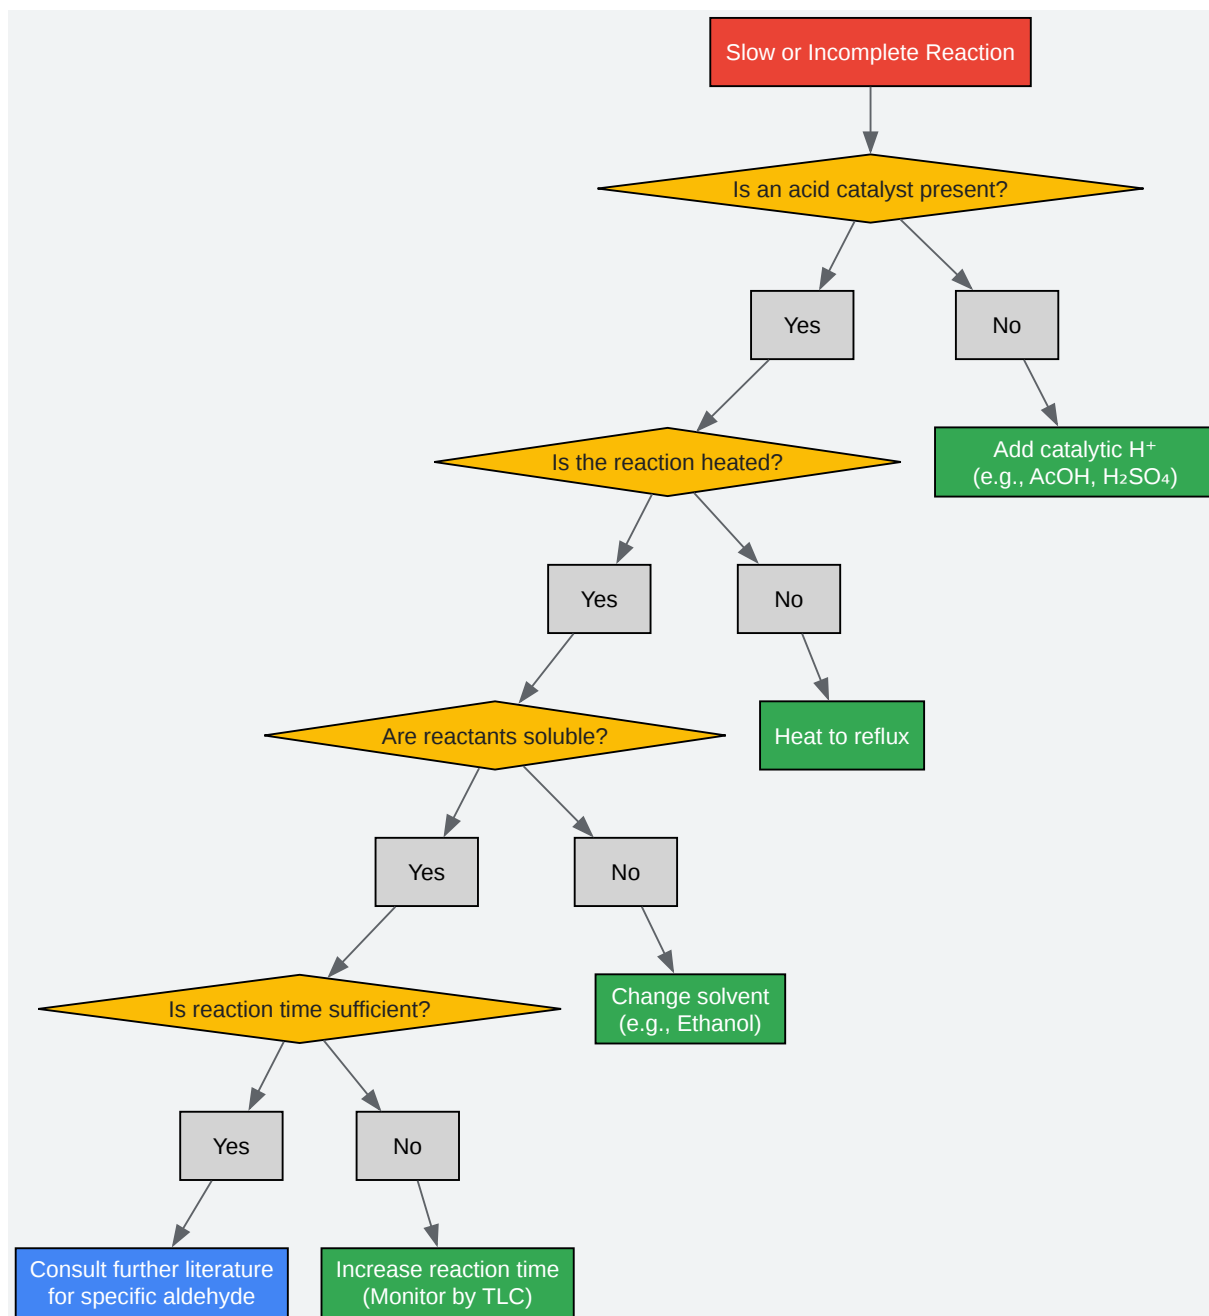 Slow or Incomplete Reaction
Is an acid catalyst present?
Yes
No
Is the reaction heated?
Add catalytic H⁺
(e.g., AcOH, H₂SO₄)
Yes
No
Are reactants soluble?
Heat to reflux
Yes
No
Is reaction time sufficient?
Change solvent
(e.g., Ethanol)
Yes
No
Consult further literature
for specific aldehyde
Increase reaction time
(Monitor by TLC)